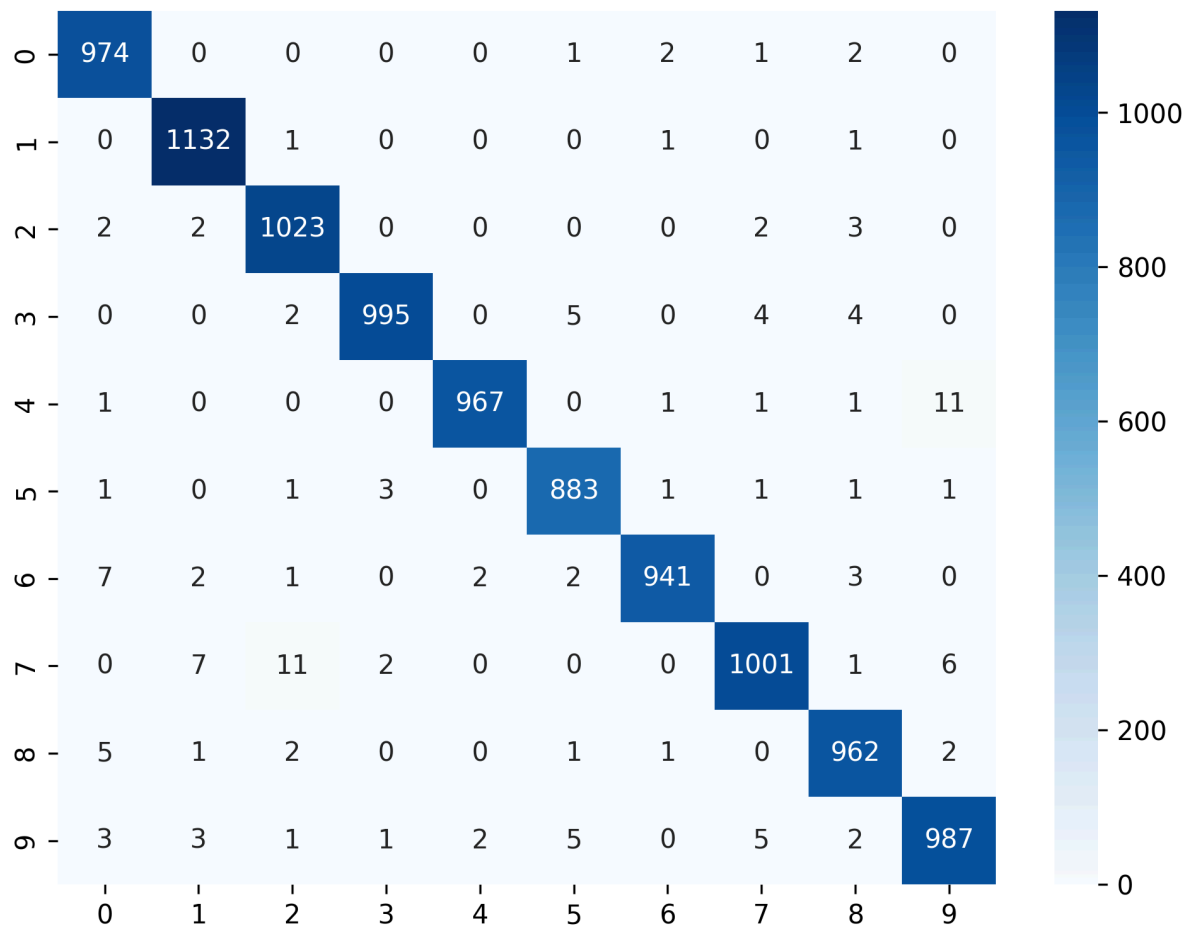 0 974 0 0 0 0 1 2 1 2 0
1 0 1132 1 0 0 0 1 0 1 0
2 2 2 1023 0 0 0 0 2 3 0
3 0 0 2 995 0 5 0 4 4 0
4 1 0 0 0 967 0 1 1 1 11
5 1 0 1 3 0 883 1 1 1 1
6 7 2 1 0 2 2 941 0 3 0
7 0 7 11 2 0 0 0 1001 1 6
8 5 1 2 0 0 1 1 0 962 2
9 3 3 1 1 2 5 0 5 2 987
0 1 2 3 4 5 6 7 8 9
1000
800
600
400
200
0